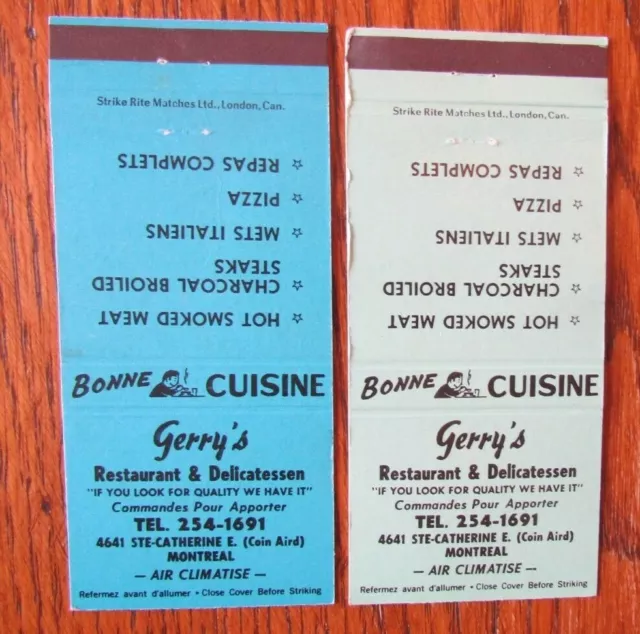 Strike Rite Matches Ltd., London, Can.
☆ HOT SMOKED MEAT
☆ CHARCOAL BROILED
STEAKS
☆ METS ITALIENS
☆ PIZZA
☆ REPAS COMPLETS
BONNE CUISINE
Gerry's
Restaurant & Delicatessen
"IF YOU LOOK FOR QUALITY WE HAVE IT"
Commandes Pour Apporter
TEL. 254-1691
4641 STE-CATHERINE E. (Coin Aird)
MONTREAL
— AIR CLIMATISE —
Refermez avant d'allumer • Close Cover Before Striking
Strike Rite Matches Ltd., London, Can.
☆ HOT SMOKED MEAT
☆ CHARCOAL BROILED
STEAKS
☆ METS ITALIENS
☆ PIZZA
☆ REPAS COMPLETS
BONNE CUISINE
Gerry's
Restaurant & Delicatessen
"IF YOU LOOK FOR QUALITY WE HAVE IT"
Commandes Pour Apporter
TEL. 254-1691
4641 STE-CATHERINE E. (Coin Aird)
MONTREAL
— AIR CLIMATISE —
Refermez avant d'allumer • Close Cover Before Striking